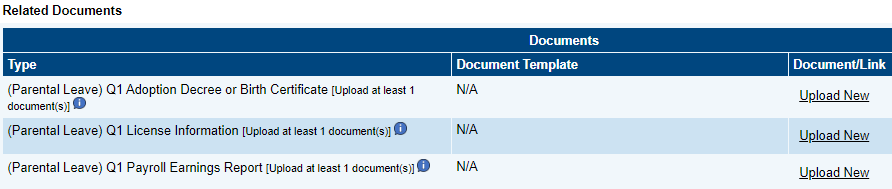 Related Documents
Documents
Type Document Template Document/Link
(Parental Leave) Q1 Adoption Decree or Birth Certificate [Upload at least 1 document(s)] N/A Upload New
(Parental Leave) Q1 License Information [Upload at least 1 document(s)] N/A Upload New
(Parental Leave) Q1 Payroll Earnings Report [Upload at least 1 document(s)] N/A Upload New